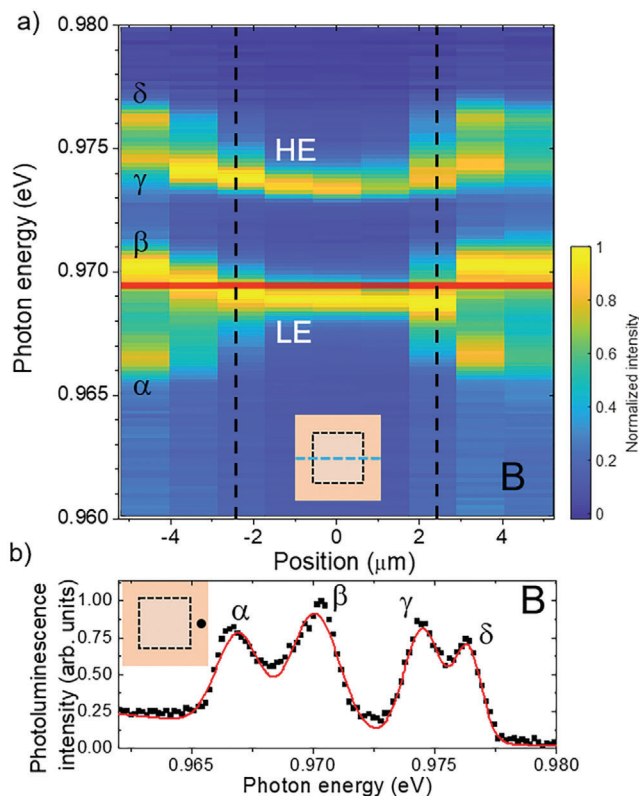 a)
0.980
0.975
0.970
0.965
0.960
Photon energy (eV)
δ
γ
β
α
HE
LE
B
-4 -2 0 2 4
Position (μm)
1
0.8
0.6
0.4
0.2
0
Normalized intensity
b)
Photoluminescence
intensity (arb. units)
1.00
0.75
0.50
0.25
0.00
α
β
γ
δ
B
0.965 0.970 0.975 0.980
Photon energy (eV)